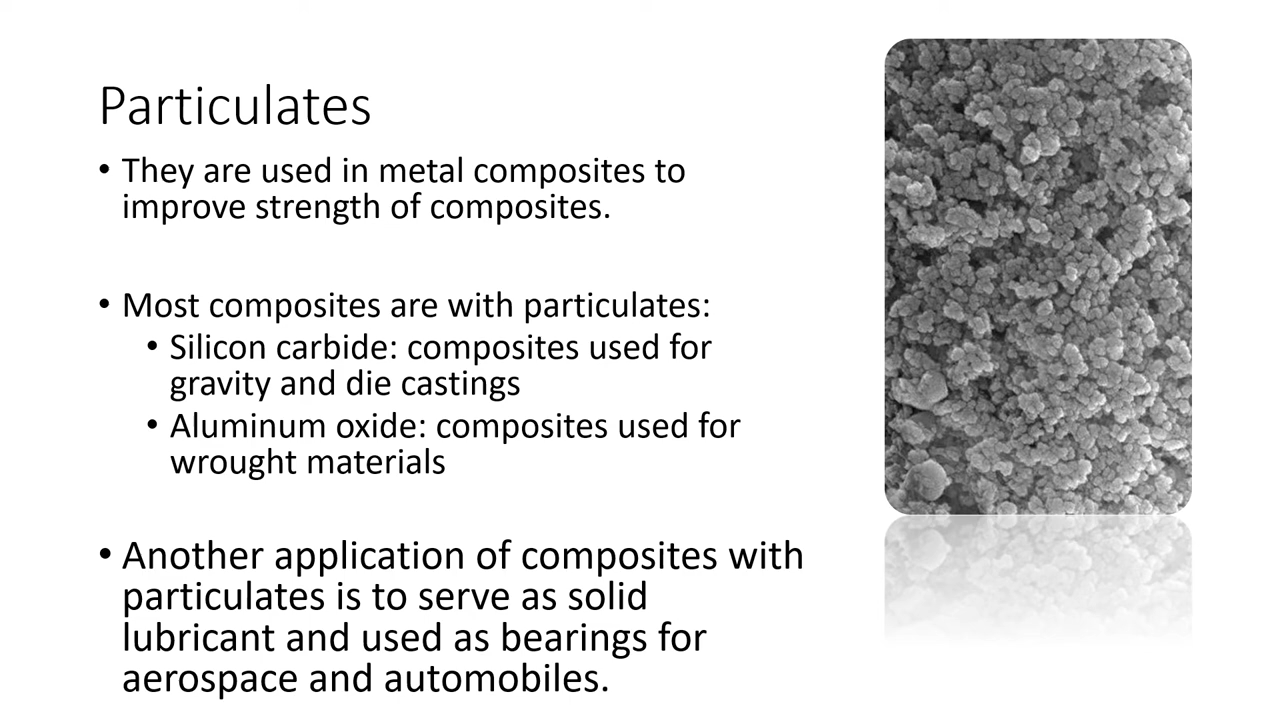 Particulates
• They are used in metal composites to
improve strength of composites.
• Most composites are with particulates:
• Silicon carbide: composites used for
gravity and die castings
• Aluminum oxide: composites used for
wrought materials
• Another application of composites with
particulates is to serve as solid
lubricant and used as bearings for
aerospace and automobiles.